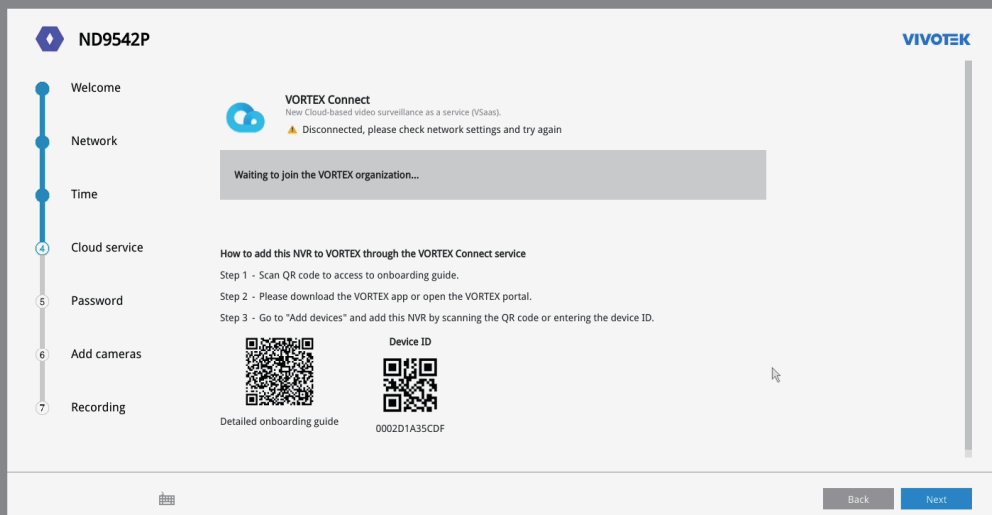 ND9542P
VIVOTEK
Welcome
Network
Time
4 Cloud service
5 Password
6 Add cameras
7 Recording
VORTEX Connect
New Cloud-based video surveillance as a service (VSaas).
Disconnected, please check network settings and try again
Waiting to join the VORTEX organization...
How to add this NVR to VORTEX through the VORTEX Connect service
Step 1 - Scan QR code to access to onboarding guide.
Step 2 - Please download the VORTEX app or open the VORTEX portal.
Step 3 - Go to "Add devices" and add this NVR by scanning the QR code or entering the device ID.
Detailed onboarding guide
Device ID
0002D1A35CDF
Back
Next